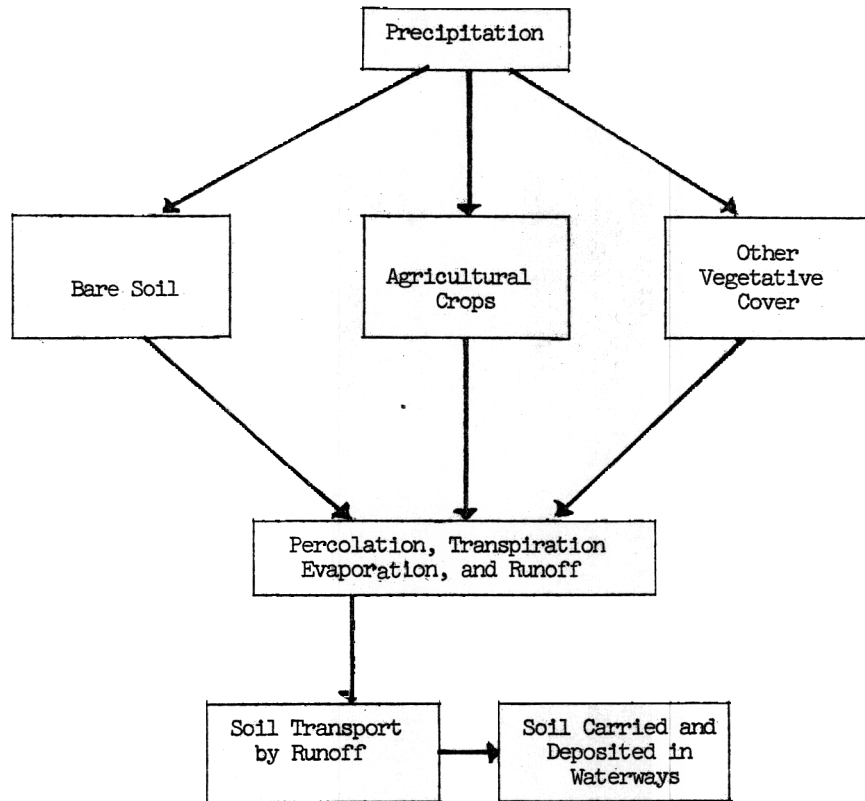 Precipitation
Bare Soil
Agricultural
Crops
Other
Vegetative
Cover
Percolation, Transpiration
Evaporation, and Runoff
Soil Transport
by Runoff
Soil Carried and
Deposited in
Waterways